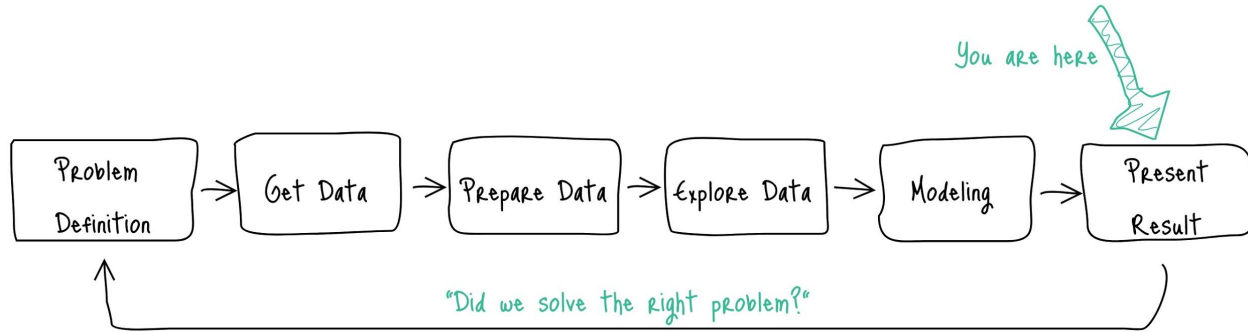 You are here
Problem
Definition
Get Data
Prepare Data
Explore Data
Modeling
Present
Result
"Did we solve the right problem?"